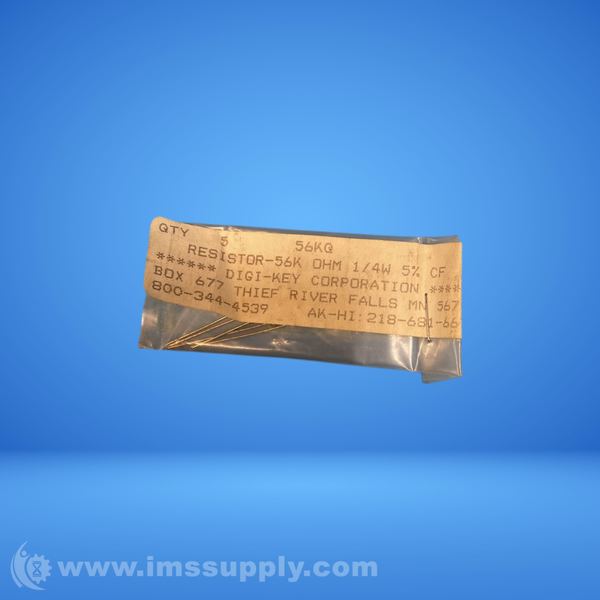 QTY 5 56KQ
RESISTOR-56K OHM 1/4W 5% CF
****** DIGI-KEY CORPORATION ****
BOX 677 THIEF RIVER FALLS MN 567
800-344-4539 AK-HI:218-681-66
www.imssupply.com